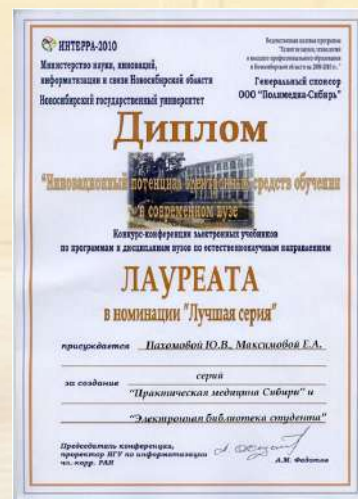 ИНТЕРРА-2010
Министерство науки, инноваций,
информатизации и связи Новосибирской области
Новосибирский государственный университет
Ведомственная целевая программа
Генеральный спонсор
ООО "Полимедиа-Сибирь"
Диплом
"Инновационный потенциал электронных средств обучения
в современном вузе"
Конкурс-конференция электронных учебников
по программам и дисциплинам вузов по естественнонаучным направлениям
ЛАУРЕАТА
в номинации "Лучшая серия"
присуждается Пахомовой Ю.В., Максимовой Е.А.
за создание серий
"Практическая медицина Сибири" и
"Электронная библиотека студента"
Председатель конференции,
проректор НГУ по информатизации
чл. корр. РАН
А.М. Федотов